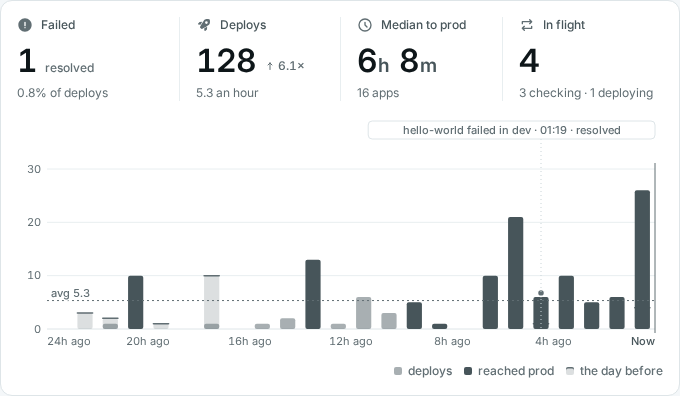 Failed
Deploys
Median to prod
In flight
1 resolved
128 ↑ 6.1×
6h 8m
4
0.8% of deploys
5.3 an hour
16 apps
3 checking · 1 deploying
hello-world failed in dev · 01:19 · resolved
30
20
10
avg 5.3
0
24h ago
20h ago
16h ago
12h ago
8h ago
4h ago
Now
deploys
reached prod
the day before